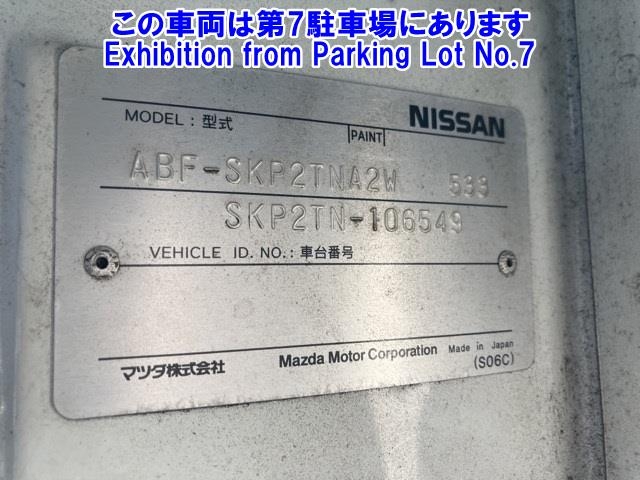 この車両は第7駐車場にあります
Exhibition from Parking Lot No.7
MODEL : 型式 PAINT NISSAN
ABF-SKP2TNA2W 533
SKP2TN-106549
VEHICLE ID. NO. : 車台番号
マツダ株式会社 Mazda Motor Corporation Made in Japan
(S06C)